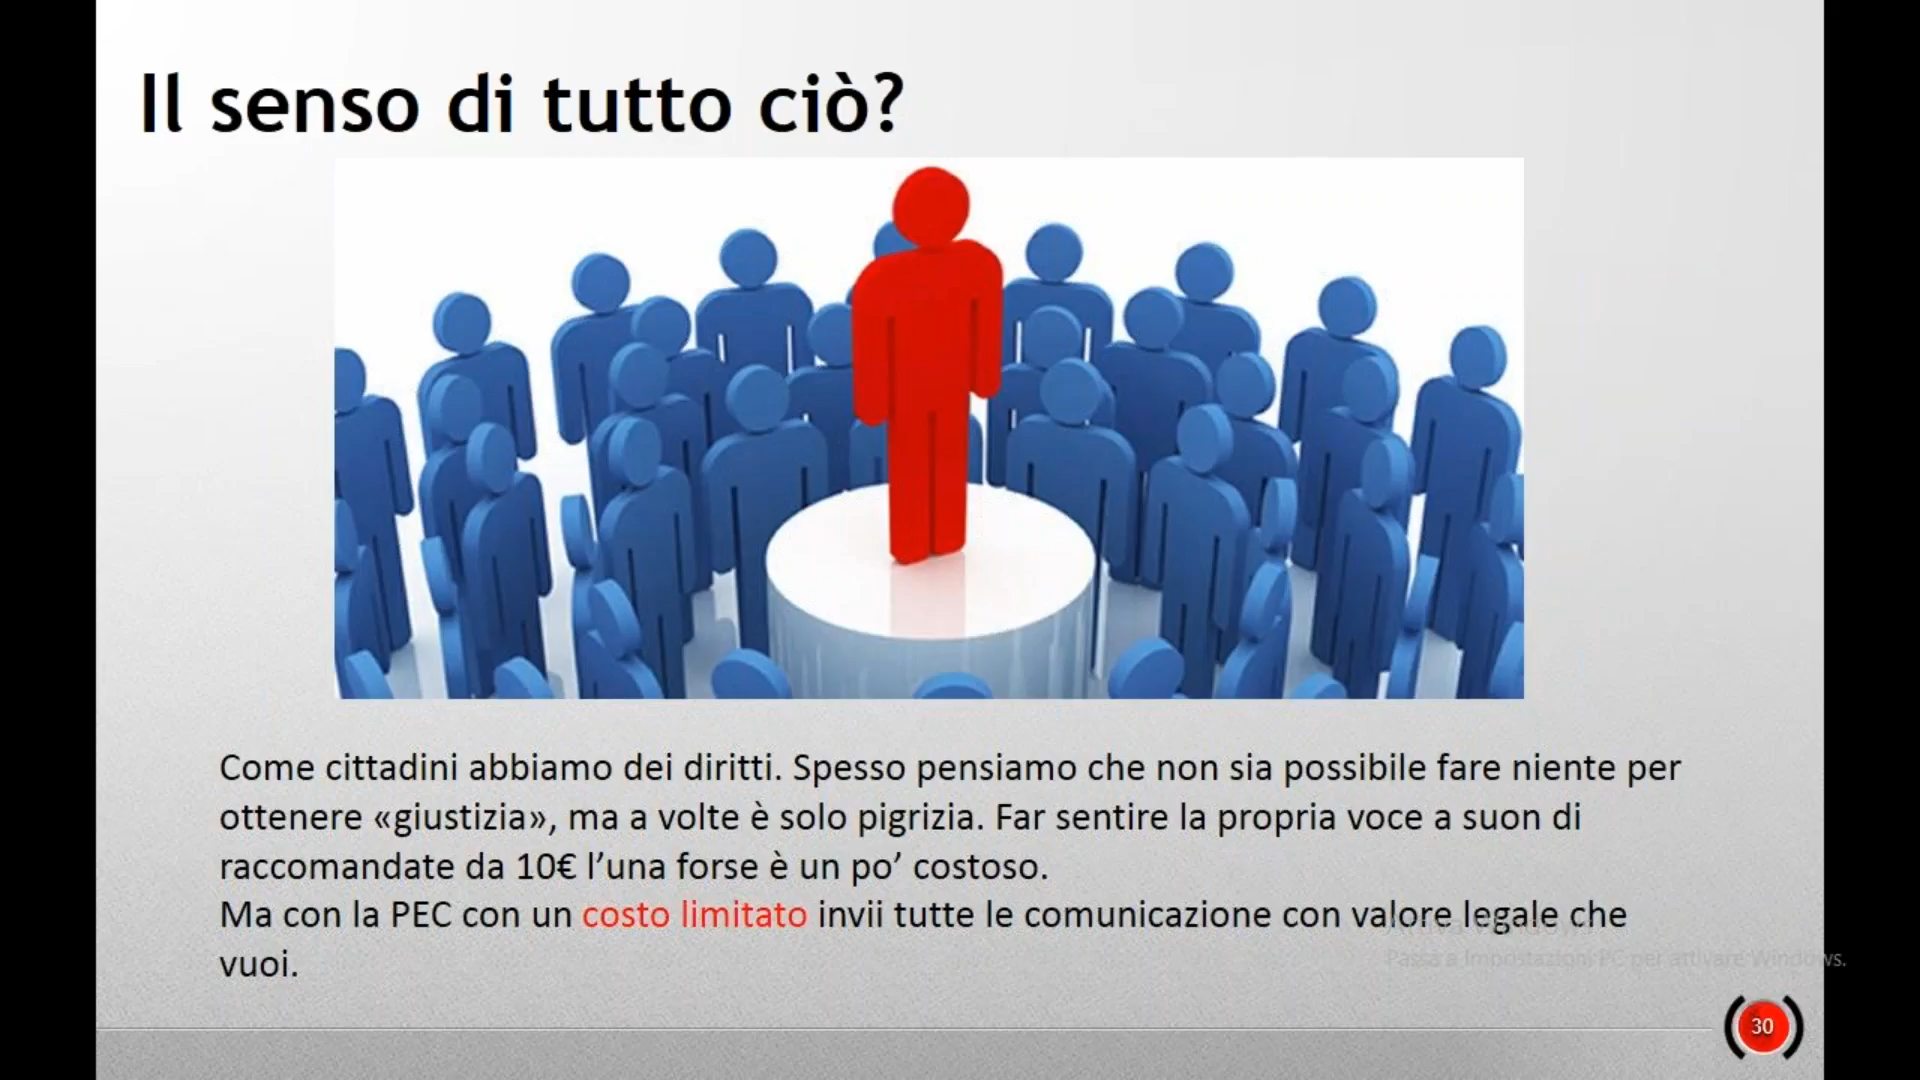 Il senso di tutto ciò?
Come cittadini abbiamo dei diritti. Spesso pensiamo che non sia possibile fare niente per
ottenere «giustizia», ma a volte è solo pigrizia. Far sentire la propria voce a suon di
raccomandate da 10€ l’una forse è un po’ costoso.
Ma con la PEC con un costo limitato invii tutte le comunicazione con valore legale che
vuoi.
Attiva Windows
Passa a Impostazioni PC per attivare Windows.
30